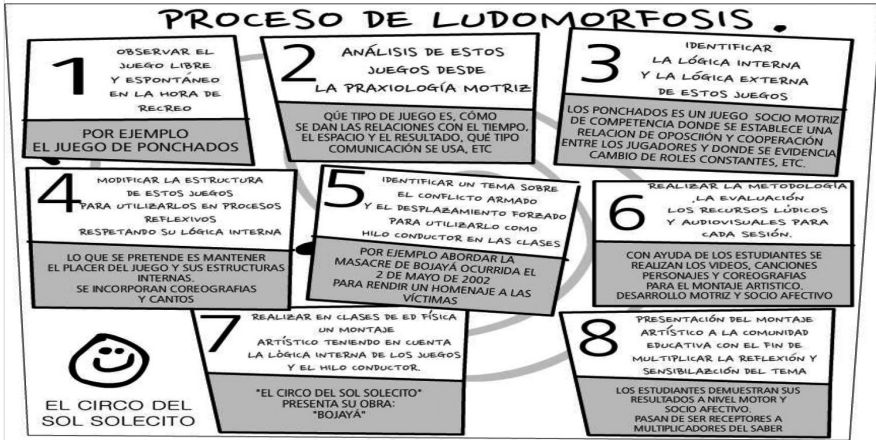 PROCESO DE LUDOMORFOSIS.
1
OBSERVAR EL
JUEGO LIBRE
Y ESPONTÁNEO
EN LA HORA DE
RECREO
POR EJEMPLO
EL JUEGO DE PONCHADOS
2
ANÁLISIS DE ESTOS
JUEGOS DESDE
LA PRAXIOLOGÍA MOTRIZ
QÚE TIPO DE JUEGO ES, CÓMO
SE DAN LAS RELACIONES CON EL TIEMPO,
EL ESPACIO Y EL RESULTADO, QUÉ TIPO
COMUNICACIÓN SE USA, ETC
3
IDENTIFICAR
LA LÓGICA INTERNA
Y LA LÓGICA EXTERNA
DE ESTOS JUEGOS
LOS PONCHADOS ES UN JUEGO SOCIO MOTRIZ
DE COMPETENCIA DONDE SE ESTABLECE UNA
RELACION DE OPOSCIIÓN Y COOPERACIÓN
ENTRE LOS JUGADORES Y DONDE SE EVIDENCIA
CAMBIO DE ROLES CONSTANTES, ETC.
4
MODIFICAR LA ESTRUCTURA
DE ESTOS JUEGOS
PARA UTILIZARLOS EN PROCESOS
REFLEXIVOS
RESPETANDO SU LÓGICA INTERNA
LO QUE SE PRETENDE ES MANTENER
EL PLACER DEL JUEGO Y SUS ESTRUCTURAS
INTERNAS.
SE INCORPORAN COREOGRAFIAS
Y CANTOS
5
IDENTIFICAR UN TEMA SOBRE
EL CONFLICTO ARMADO
Y EL DESPLAZAMIENTO FORZADO
PARA UTILIZARLO COMO
HILO CONDUCTOR EN LAS CLASES
POR EJEMPLO ABORDAR LA
MASACRE DE BOJAYÁ OCURRIDA EL
2 DE MAYO DE 2002
PARA RENDIR UN HOMENAJE A LAS
VÍCTIMAS
6
REALIZAR LA METODOLOGÍA
,LA EVALUACIÓN
LOS RECURSOS LÚDICOS
Y AUDIOVISUALES PARA
CADA SESIÓN.
CON AYUDA DE LOS ESTUDIANTES SE
REALIZAN LOS VIDEOS, CANCIONES
PERSONAJES Y COREOGRAFIAS
PARA EL MONTAJE ARTISTICO.
DESARROLLO MOTRIZ Y SOCIO AFECTIVO
EL CIRCO DEL
SOL SOLECITO
7
REALIZAR EN CLASES DE ED FÍSICA
UN MONTAJE
ARTÍSTICO TENIENDO EN CUENTA
LA LÓGICA INTERNA DE LOS JUEGOS
Y EL HILO CONDUCTOR.
"EL CIRCO DEL SOL SOLECITO"
PRESENTA SU OBRA:
"BOJAYÁ"
8
PRESENTACIÓN DEL MONTAJE
ARTÍSTICO A LA COMUNIDAD
EDUCATIVA CON EL FIN DE
MULTIPLICAR LA REFLEXIÓN Y
SENSIBILAZCIÓN DEL TEMA
LOS ESTUDIANTES DEMUESTRAN SUS
RESULTADOS A NIVEL MOTOR Y
SOCIO AFECTIVO.
PASAN DE SER RECEPTORES A
MULTIPLICADORES DEL SABER